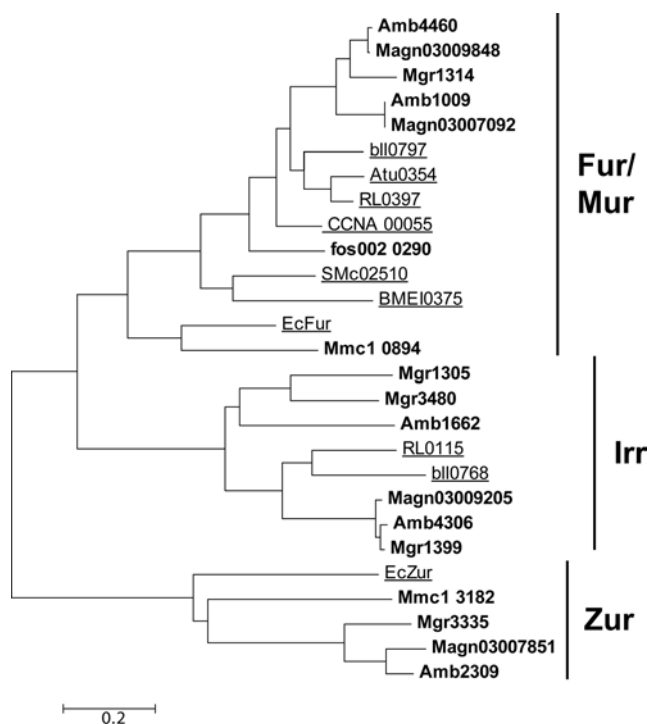 Amb4460
Magn03009848
Mgr1314
Amb1009
Magn03007092
bll0797
Atu0354
RL0397
CCNA 00055
fos002 0290
SMc02510
BMEI0375
EcFur
Mmc1 0894
Fur/
Mur
Mgr1305
Mgr3480
Amb1662
RL0115
bll0768
Magn03009205
Amb4306
Mgr1399
Irr
EcZur
Mmc1 3182
Mgr3335
Magn03007851
Amb2309
Zur
0.2